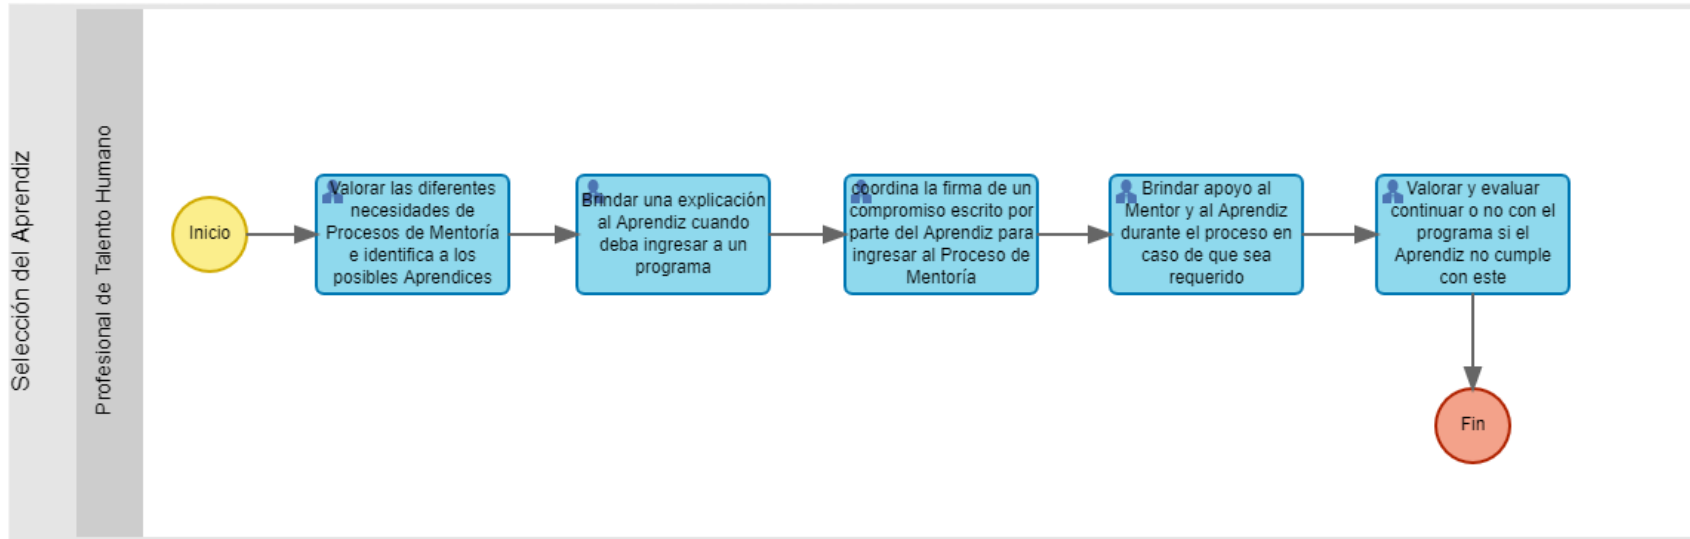 Selección del Aprendiz
Profesional de Talento Humano
Inicio
Valorar las diferentes
necesidades de
Procesos de Mentoría
e identifica a los
posibles Aprendices
Brindar una explicación
al Aprendiz cuando
deba ingresar a un
programa
coordina la firma de un
compromiso escrito por
parte del Aprendiz para
ingresar al Proceso de
Mentoría
Brindar apoyo al
Mentor y al Aprendiz
durante el proceso en
caso de que sea
requerido
Valorar y evaluar
continuar o no con el
programa si el
Aprendiz no cumple
con este
Fin